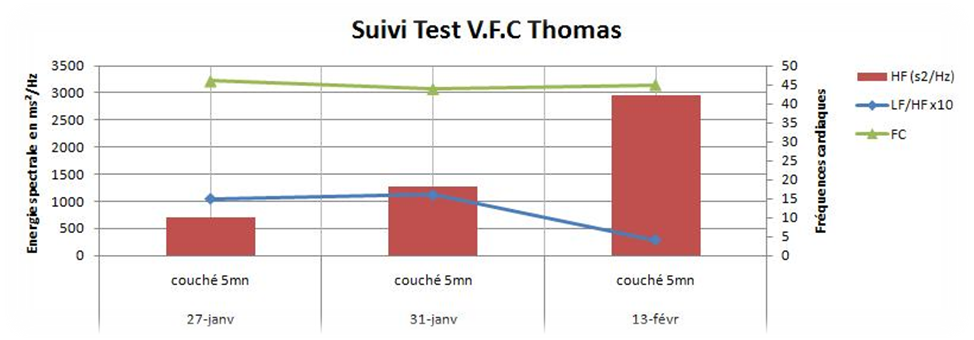 Suivi Test V.F.C Thomas
Energie spectrale en ms²/Hz
3500
3000
2500
2000
1500
1000
500
0
50
45
40
35
30
25
20
15
10
5
0
Fréquences cardiaques
HF (s2/Hz)
LF/HF x10
FC
couché 5mn
couché 5mn
couché 5mn
27-janv
31-janv
13-févr